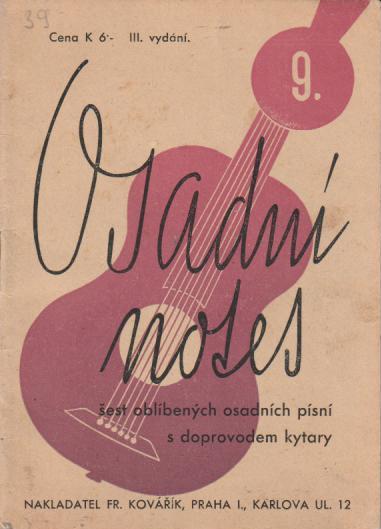 39
Cena K 6·- III. vydání.
9.
Osadní
notes
šest oblíbených osadních písní
s doprovodem kytary
NAKLADATEL FR. KOVÁŘÍK, PRAHA I., KARLOVA UL. 12